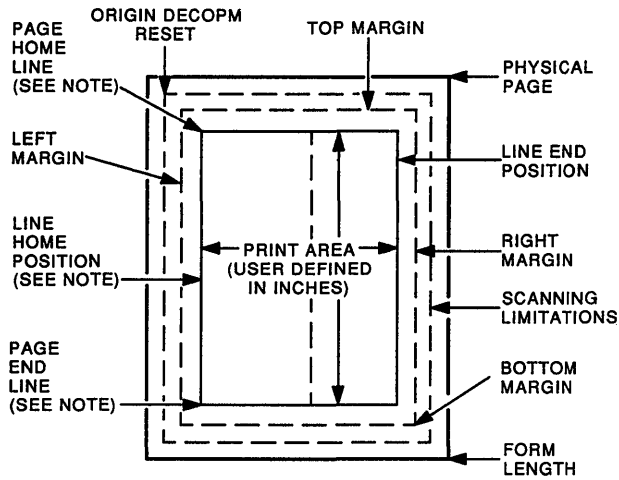 PAGE
HOME
LINE
(SEE NOTE)
ORIGIN DECOPM
RESET
TOP MARGIN
PHYSICAL
PAGE
LEFT
MARGIN
LINE END
POSITION
LINE
HOME
POSITION
(SEE NOTE)
PRINT AREA
(USER DEFINED
IN INCHES)
RIGHT
MARGIN
SCANNING
LIMITATIONS
PAGE
END
LINE
(SEE NOTE)
BOTTOM
MARGIN
FORM
LENGTH